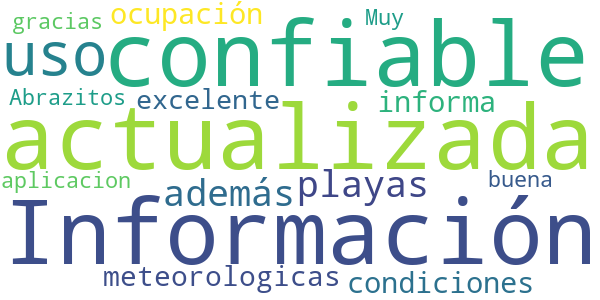 gracias ocupación Muy
uso confiable
Abrazitos excelente informa
actualizada
aplicacion además playas buena
Información
meteorologicas condiciones